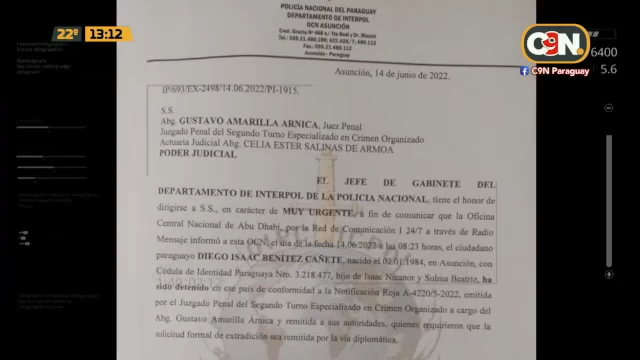 22º 13:12
C9N
C9N Paraguay
6400
5.6
POLICIA NACIONAL DEL PARAGUAY
DEPARTAMENTO DE INTERPOL
OCN ASUNCIÓN
Asunción - Paraguay
Asunción, 14 de junio de 2022.
IP/693/EX-2498/14.06.2022/PI-1915.
S.S.
Abg. GUSTAVO AMARILLA ARNICA, Juez Penal
Juzgado Penal del Segundo Turno Especializado en Crimen Organizado
Actuaria Judicial Abg. CELIA ESTER SALINAS DE ARMOA
PODER JUDICIAL
EL JEFE DE GABINETE DEL
DEPARTAMENTO DE INTERPOL DE LA POLICIA NACIONAL, tiene el honor de
dirigirse a S.S., en carácter de MUY URGENTE, a fin de comunicar que la Oficina
Central Nacional de Abu Dhabi, por la Red de Comunicación I 24/7 a través de Radio
Mensaje informó a esta OCN, el día de la fecha 14.06.2022 a las 08:23 horas, el ciudadano
paraguayo DIEGO ISAAC BENÍTEZ CAÑETE, nacido el 02.01.1984, en Asunción, con
Cédula de Identidad Paraguaya Nro. 3.218.477, hijo de Isaac Nicanor y Sulma Beatriz, ha
sido detenido en ese país de conformidad a la Notificación Roja A-4220/5-2022, emitida
por el Juzgado Penal del Segundo Turno Especializado en Crimen Organizado a cargo del
Abg. Gustavo Amarilla Arnica y remitida a sus autoridades, quienes requirieron que la
solicitud formal de extradición sea remitida por la vía diplomática.